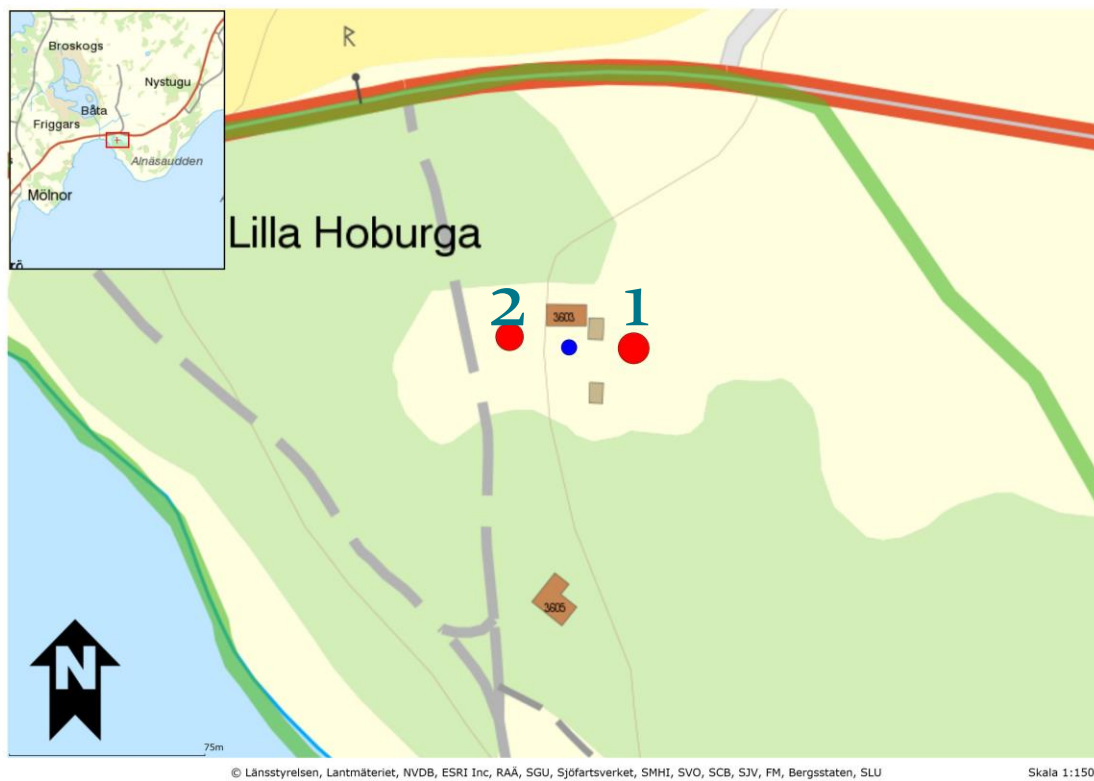 Broskogs
Nystugu
Båta
Friggars
Alnäsaudden
Mölnor
Lilla Hoburga
2
3603
1
3605
N
75m
© Länsstyrelsen, Lantmäteriet, NVDB, ESRI Inc, RAÄ, SGU, Sjöfartsverket, SMHI, SVO, SCB, SJV, FM, Bergsstaten, SLU
Skala 1:150